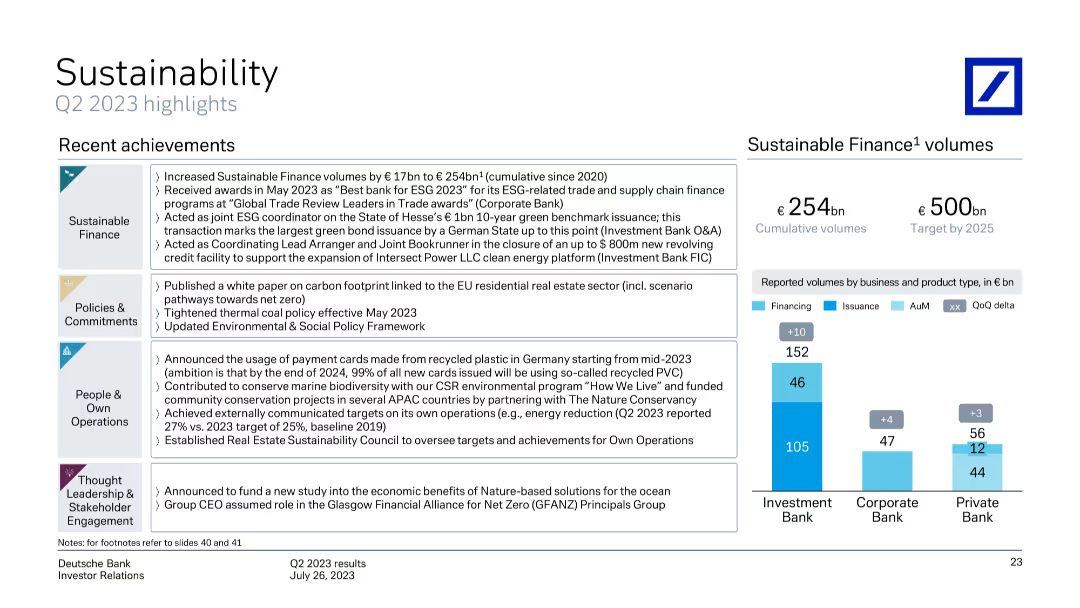 Sustainability
Q2 2023 highlights
Recent achievements
Sustainable
Finance
⟩ Increased Sustainable Finance volumes by € 17bn to € 254bn¹ (cumulative since 2020)
⟩ Received awards in May 2023 as “Best bank for ESG 2023” for its ESG-related trade and supply chain finance
programs at “Global Trade Review Leaders in Trade awards” (Corporate Bank)
⟩ Acted as joint ESG coordinator on the State of Hesse’s € 1bn 10-year green benchmark issuance; this
transaction marks the largest green bond issuance by a German State up to this point (Investment Bank O&A)
⟩ Acted as Coordinating Lead Arranger and Joint Bookrunner in the closure of an up to $ 800m new revolving
credit facility to support the expansion of Intersect Power LLC clean energy platform (Investment Bank FIC)
Policies &
Commitments
⟩ Published a white paper on carbon footprint linked to the EU residential real estate sector (incl. scenario
pathways towards net zero)
⟩ Tightened thermal coal policy effective May 2023
⟩ Updated Environmental & Social Policy Framework
People &
Own
Operations
⟩ Announced the usage of payment cards made from recycled plastic in Germany starting from mid-2023
(ambition is that by the end of 2024, 99% of all new cards issued will be using so-called recycled PVC)
⟩ Contributed to conserve marine biodiversity with our CSR environmental program “How We Live” and funded
community conservation projects in several APAC countries by partnering with The Nature Conservancy
⟩ Achieved externally communicated targets on its own operations (e.g., energy reduction (Q2 2023 reported
27% vs. 2023 target of 25%, baseline 2019)
⟩ Established Real Estate Sustainability Council to oversee targets and achievements for Own Operations
Thought
Leadership &
Stakeholder
Engagement
⟩ Announced to fund a new study into the economic benefits of Nature-based solutions for the ocean
⟩ Group CEO assumed role in the Glasgow Financial Alliance for Net Zero (GFANZ) Principals Group
Sustainable Finance¹ volumes
€ 254bn
Cumulative volumes
€ 500bn
Target by 2025
Reported volumes by business and product type, in € bn
Financing Issuance AuM xx QoQ delta
+10
152
46
105
Investment
Bank
+4
47
Corporate
Bank
+3
56
12
44
Private
Bank
Notes: for footnotes refer to slides 40 and 41
Deutsche Bank
Investor Relations
Q2 2023 results
July 26, 2023
23